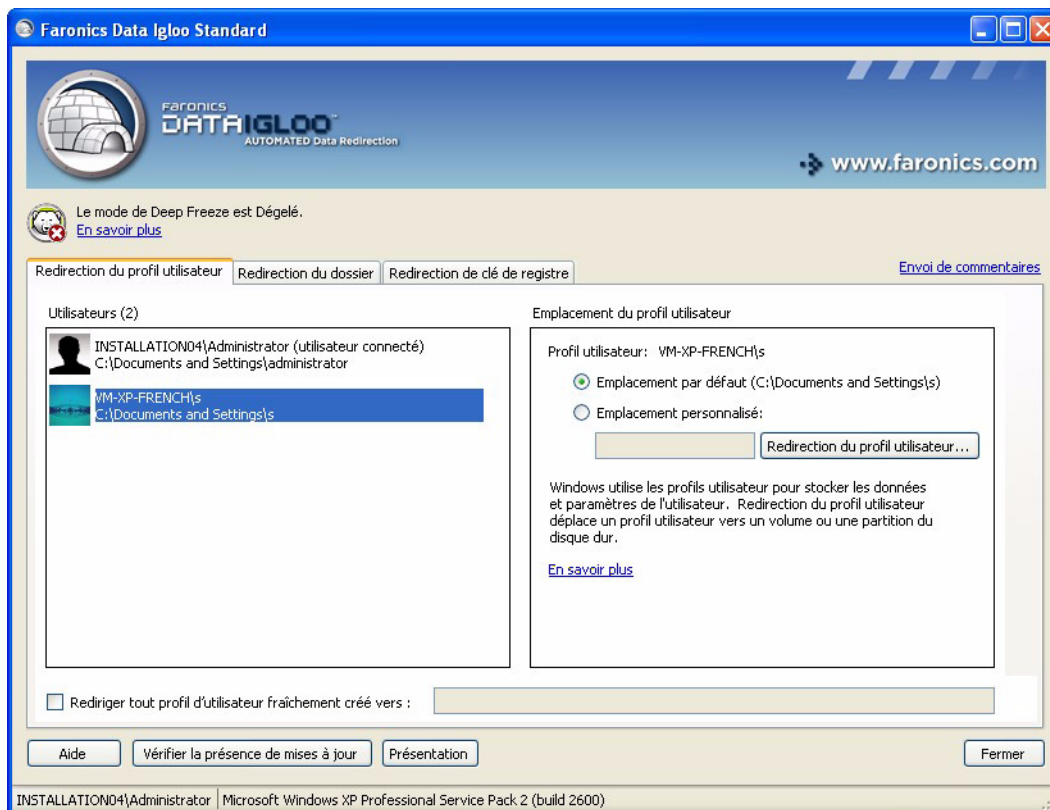 Faronics Data Igloo Standard
Faronics
DATAIGLOO™
AUTOMATED Data Redirection
www.faronics.com
Le mode de Deep Freeze est Dégelé.
En savoir plus
Redirection du profil utilisateur
Redirection du dossier
Redirection de clé de registre
Envoi de commentaires
Utilisateurs (2)
INSTALLATION04\Administrator (utilisateur connecté)
C:\Documents and Settings\administrator
VM-XP-FRENCH\s
C:\Documents and Settings\s
Emplacement du profil utilisateur
Profil utilisateur: VM-XP-FRENCH\s
Emplacement par défaut (C:\Documents and Settings\s)
Emplacement personnalisé:
Redirection du profil utilisateur...
Windows utilise les profils utilisateur pour stocker les données
et paramètres de l'utilisateur. Redirection du profil utilisateur
déplace un profil utilisateur vers un volume ou une partition du
disque dur.
En savoir plus
Rediriger tout profil d'utilisateur fraîchement créé vers :
Aide
Vérifier la présence de mises à jour
Présentation
Fermer
INSTALLATION04\Administrator
Microsoft Windows XP Professional Service Pack 2 (build 2600)